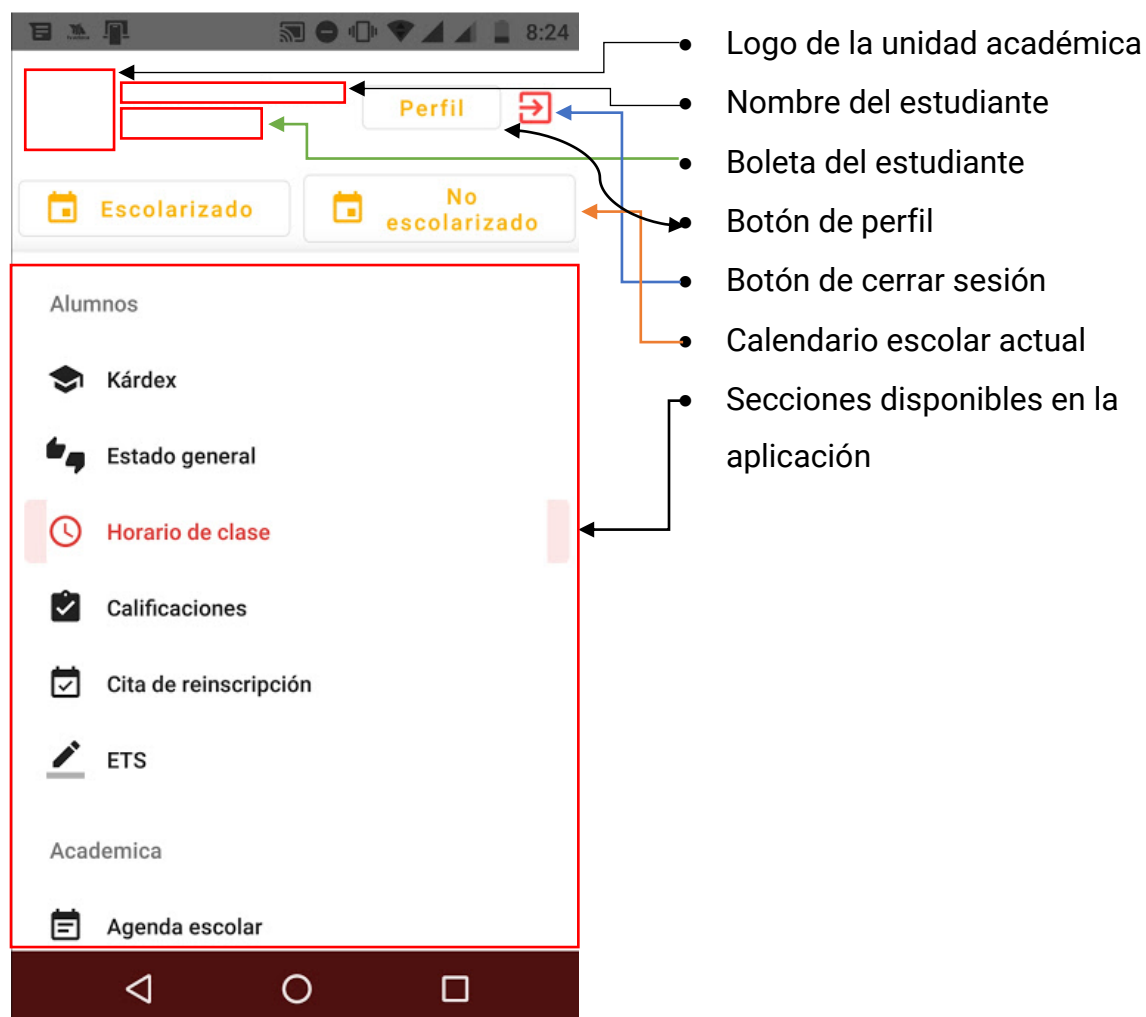 8:24
Perfil
Escolarizado
No
escolarizado
Alumnos
Kárdex
Estado general
Horario de clase
Calificaciones
Cita de reinscripción
ETS
Academica
Agenda escolar
Logo de la unidad académica
Nombre del estudiante
Boleta del estudiante
Botón de perfil
Botón de cerrar sesión
Calendario escolar actual
Secciones disponibles en la
aplicación